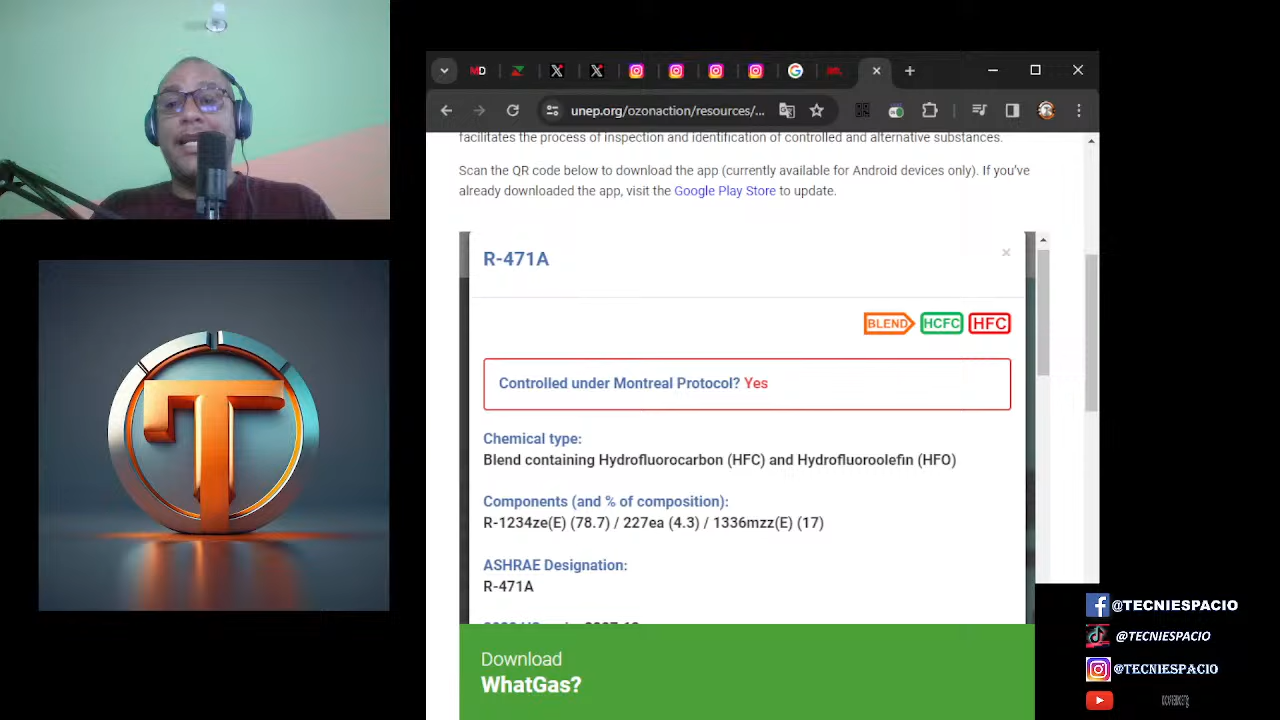 T
MD
unep.org/ozonaction/resources/...
facilitates the process of inspection and identification of controlled and alternative substances.
Scan the QR code below to download the app (currently available for Android devices only). If you've
already downloaded the app, visit the Google Play Store to update.
R-471A
BLEND HCFC HFC
Controlled under Montreal Protocol? Yes
Chemical type:
Blend containing Hydrofluorocarbon (HFC) and Hydrofluoroolefin (HFO)
Components (and % of composition):
R-1234ze(E) (78.7) / 227ea (4.3) / 1336mzz(E) (17)
ASHRAE Designation:
R-471A
Download
WhatGas?
@TECNIESPACIO
@TECNIESPACIO
@TECNIESPACIO